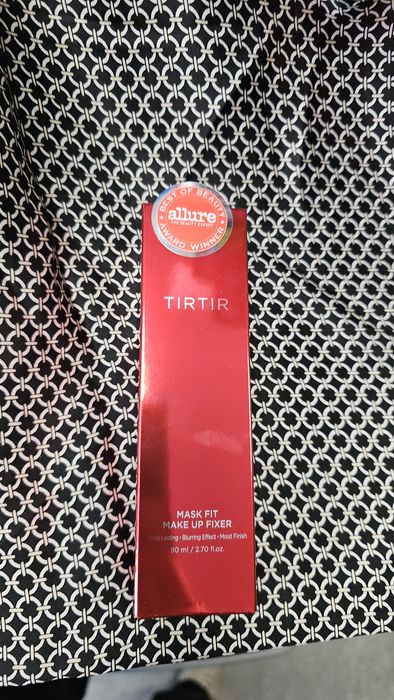 BEST OF BEAUTY
allure
THE BEAUTY EXPERT
AWARD WINNER
TIRTIR
MASK FIT
MAKE UP FIXER
Long Lasting • Blurring Effect • Moist Finish
80 ml / 2.70 fl.oz.